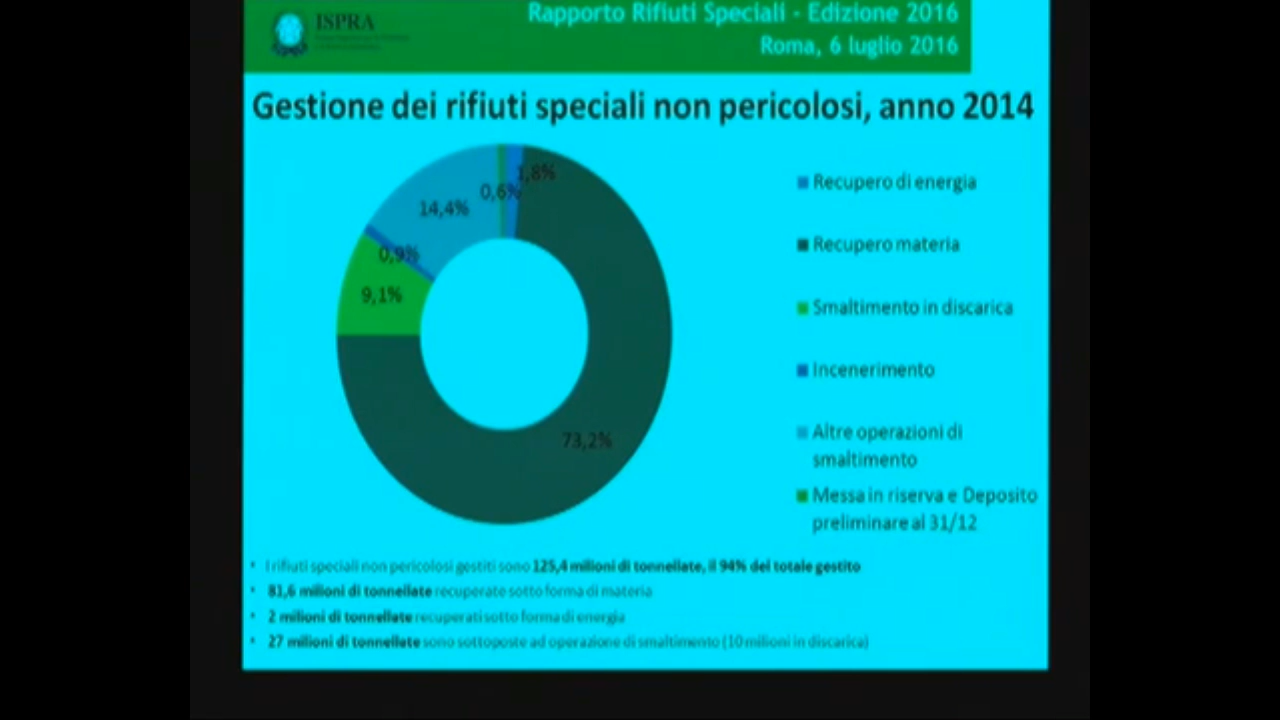 ISPRA
Rapporto Rifiuti Speciali - Edizione 2016
Roma, 6 luglio 2016
Gestione dei rifiuti speciali non pericolosi, anno 2014
1,8%
0,6%
14,4%
0,9%
9,1%
73,2%
Recupero di energia
Recupero materia
Smaltimento in discarica
Incenerimento
Altre operazioni di
smaltimento
Messa in riserva e Deposito
preliminare al 31/12
• I rifiuti speciali non pericolosi gestiti sono 125,4 milioni di tonnellate, il 94% del totale gestito
• 81,6 milioni di tonnellate recuperate sotto forma di materia
• 2 milioni di tonnellate recuperati sotto forma di energia
• 27 milioni di tonnellate sono sottoposte ad operazione di smaltimento (10 milioni in discarica)